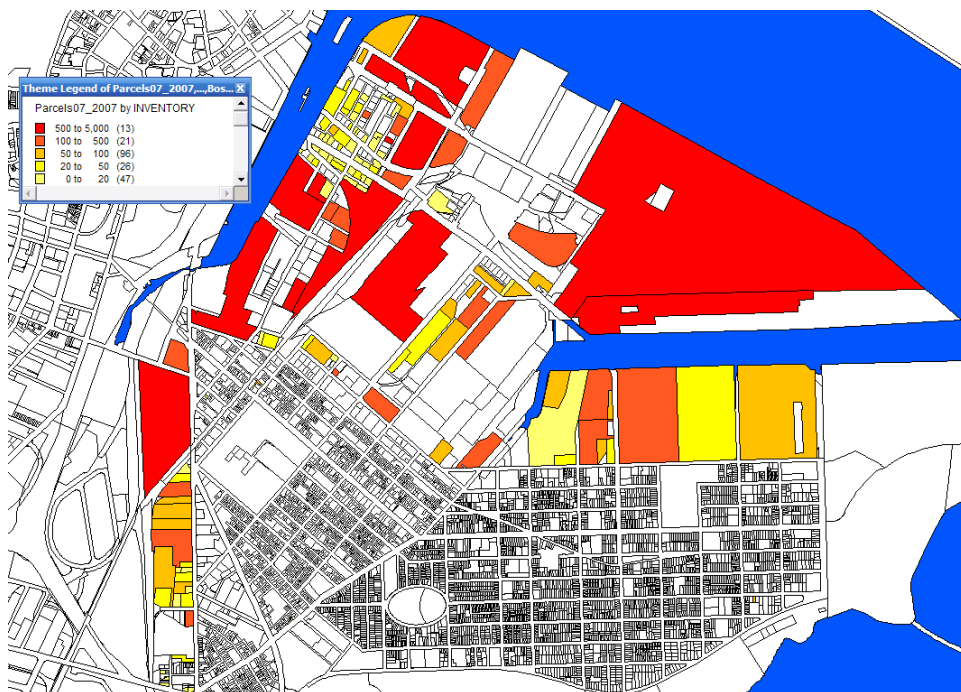 Theme Legend of Parcels07_2007,...,Bos...
Parcels07_2007 by INVENTORY
500 to 5,000 (13)
100 to 500 (21)
50 to 100 (96)
20 to 50 (26)
0 to 20 (47)